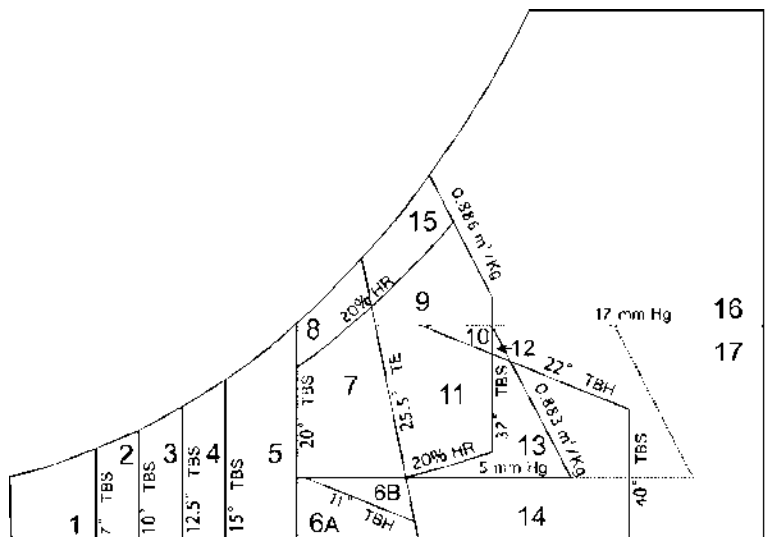 0.886 m³/Kg
15
20% HR
8
9
17 mm Hg
16
10
12
17
7
25.5° TE
22° TBH
20° TBS
11
TBS
0.883 m³/Kg
TBS
2
3
4
5
13
20% HR
5 mm Hg
40° TBS
6B
11° TBH
1
7° TBS
10° TBS
12.5° TBS
15° TBS
6A
14